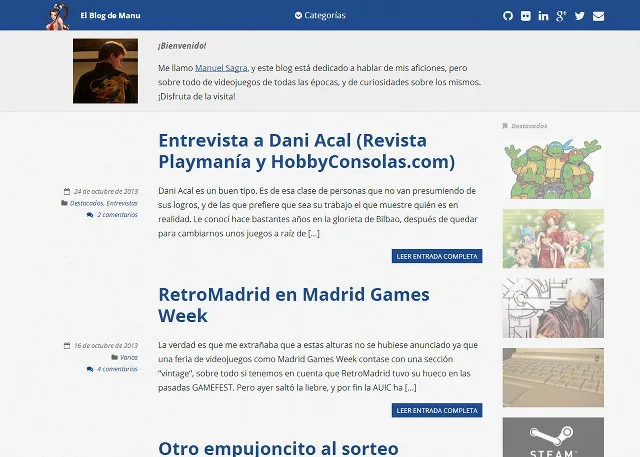 El Blog de Manu
Categorías
¡Bienvenido!
Me llamo Manuel Sagra, y este blog está dedicado a hablar de mis aficiones, pero
sobre todo de videojuegos de todas las épocas, y de curiosidades sobre los mismos.
¡Disfruta de la visita!
Destacados
Entrevista a Dani Acal (Revista
Playmanía y HobbyConsolas.com)
24 de octubre de 2013
Destacados, Entrevistas
2 comentarios
Dani Acal es un buen tipo. Es de esa clase de personas que no van presumiendo de
sus logros, y de las que prefiere que sea su trabajo el que muestre quién es en
realidad. Le conocí hace bastantes años en la glorieta de Bilbao, después de quedar
para cambiarnos unos juegos a raíz de [...]
LEER ENTRADA COMPLETA
RetroMadrid en Madrid Games
Week
16 de octubre de 2013
Varios
4 comentarios
La verdad es que me extrañaba que a estas alturas no se hubiese anunciado ya que
una feria de videojuegos como Madrid Games Week contase con una sección
"vintage", sobre todo si tenemos en cuenta que RetroMadrid tuvo su hueco en las
pasadas GAMEFEST. Pero ayer saltó la liebre, y por fin la AUIC ha [...]
LEER ENTRADA COMPLETA
Otro empujoncito al sorteo
STEAM